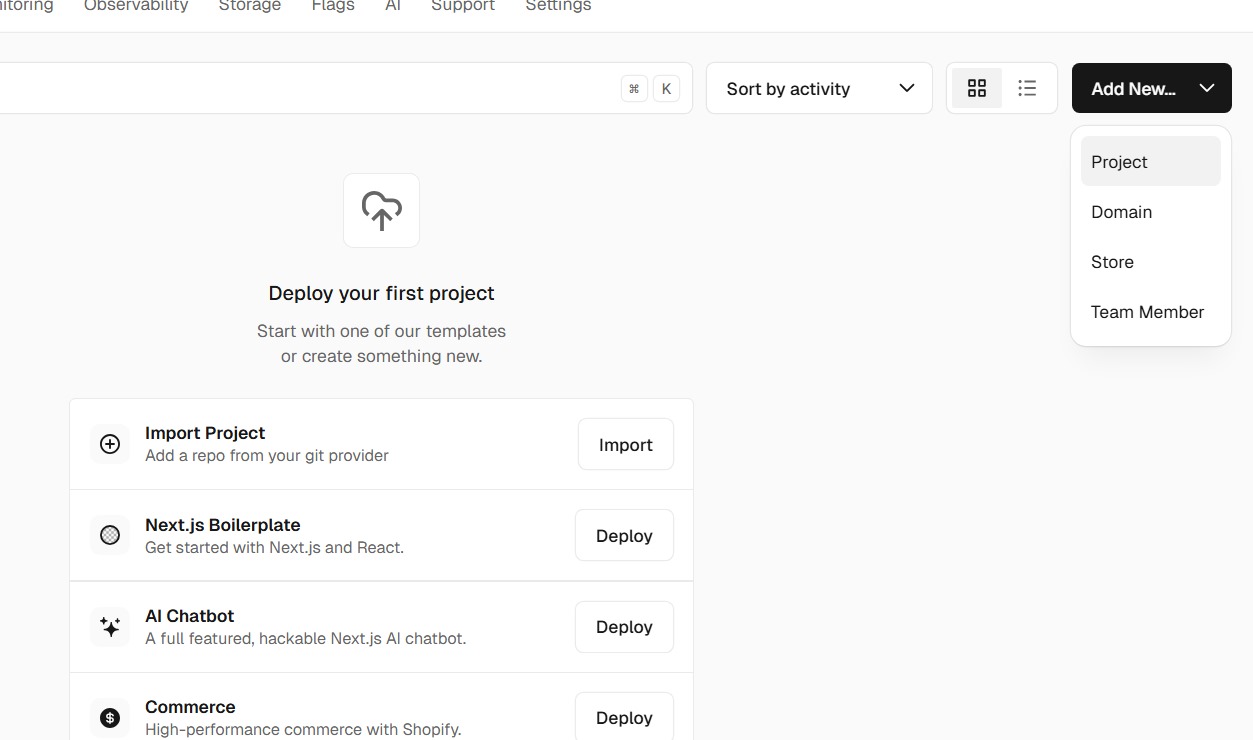 Observability Storage Flags AI Support Settings
⌘ K
Sort by activity
Add New...
Project
Domain
Store
Team Member
Deploy your first project
Start with one of our templates
or create something new.
Import Project
Add a repo from your git provider
Import
Next.js Boilerplate
Get started with Next.js and React.
Deploy
AI Chatbot
A full featured, hackable Next.js AI chatbot.
Deploy
Commerce
High-performance commerce with Shopify.
Deploy